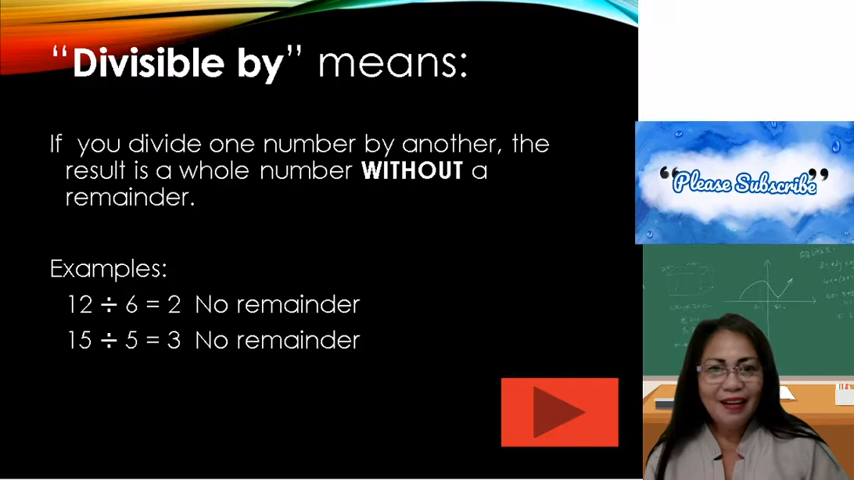 “Divisible by” means:
If you divide one number by another, the
result is a whole number WITHOUT a
remainder.
Examples:
12 ÷ 6 = 2 No remainder
15 ÷ 5 = 3 No remainder
“Please Subscribe”